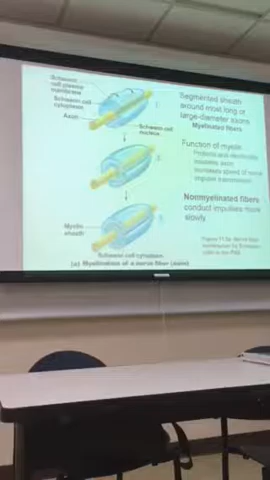 Schwann
cell plasma
membrane
Schwann cell
cytoplasm
Axon
Schwann cell
nucleus
Myelin
sheath
Schwann cell cytoplasm
(a) Myelination of a nerve fiber (axon)
Segmented sheath
around most long or
large-diameter axons
Myelinated fibers
Function of myelin
Protects and electrically
insulates axon
Increases speed of nerve
impulse transmission
Nonmyelinated fibers
conduct impulses more
slowly